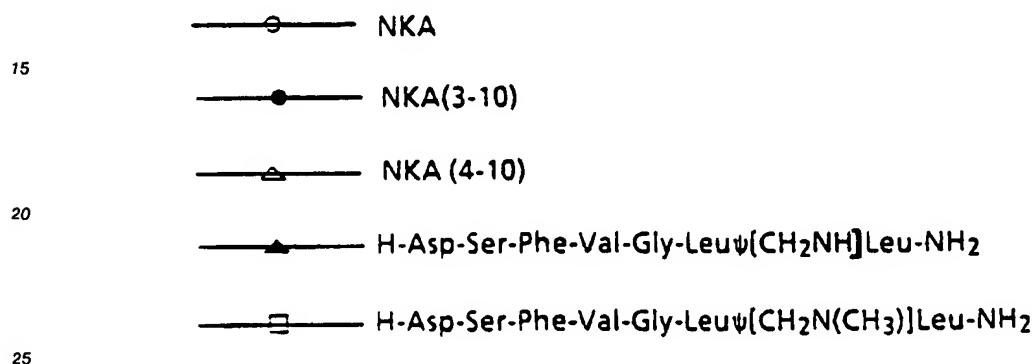 NKA
15
NKA(3-10)
NKA (4-10)
20
H-Asp-Ser-Phe-Val-Gly-Leuψ[CH₂NH]Leu-NH₂
H-Asp-Ser-Phe-Val-Gly-Leuψ[CH₂N(CH₃)]Leu-NH₂
25